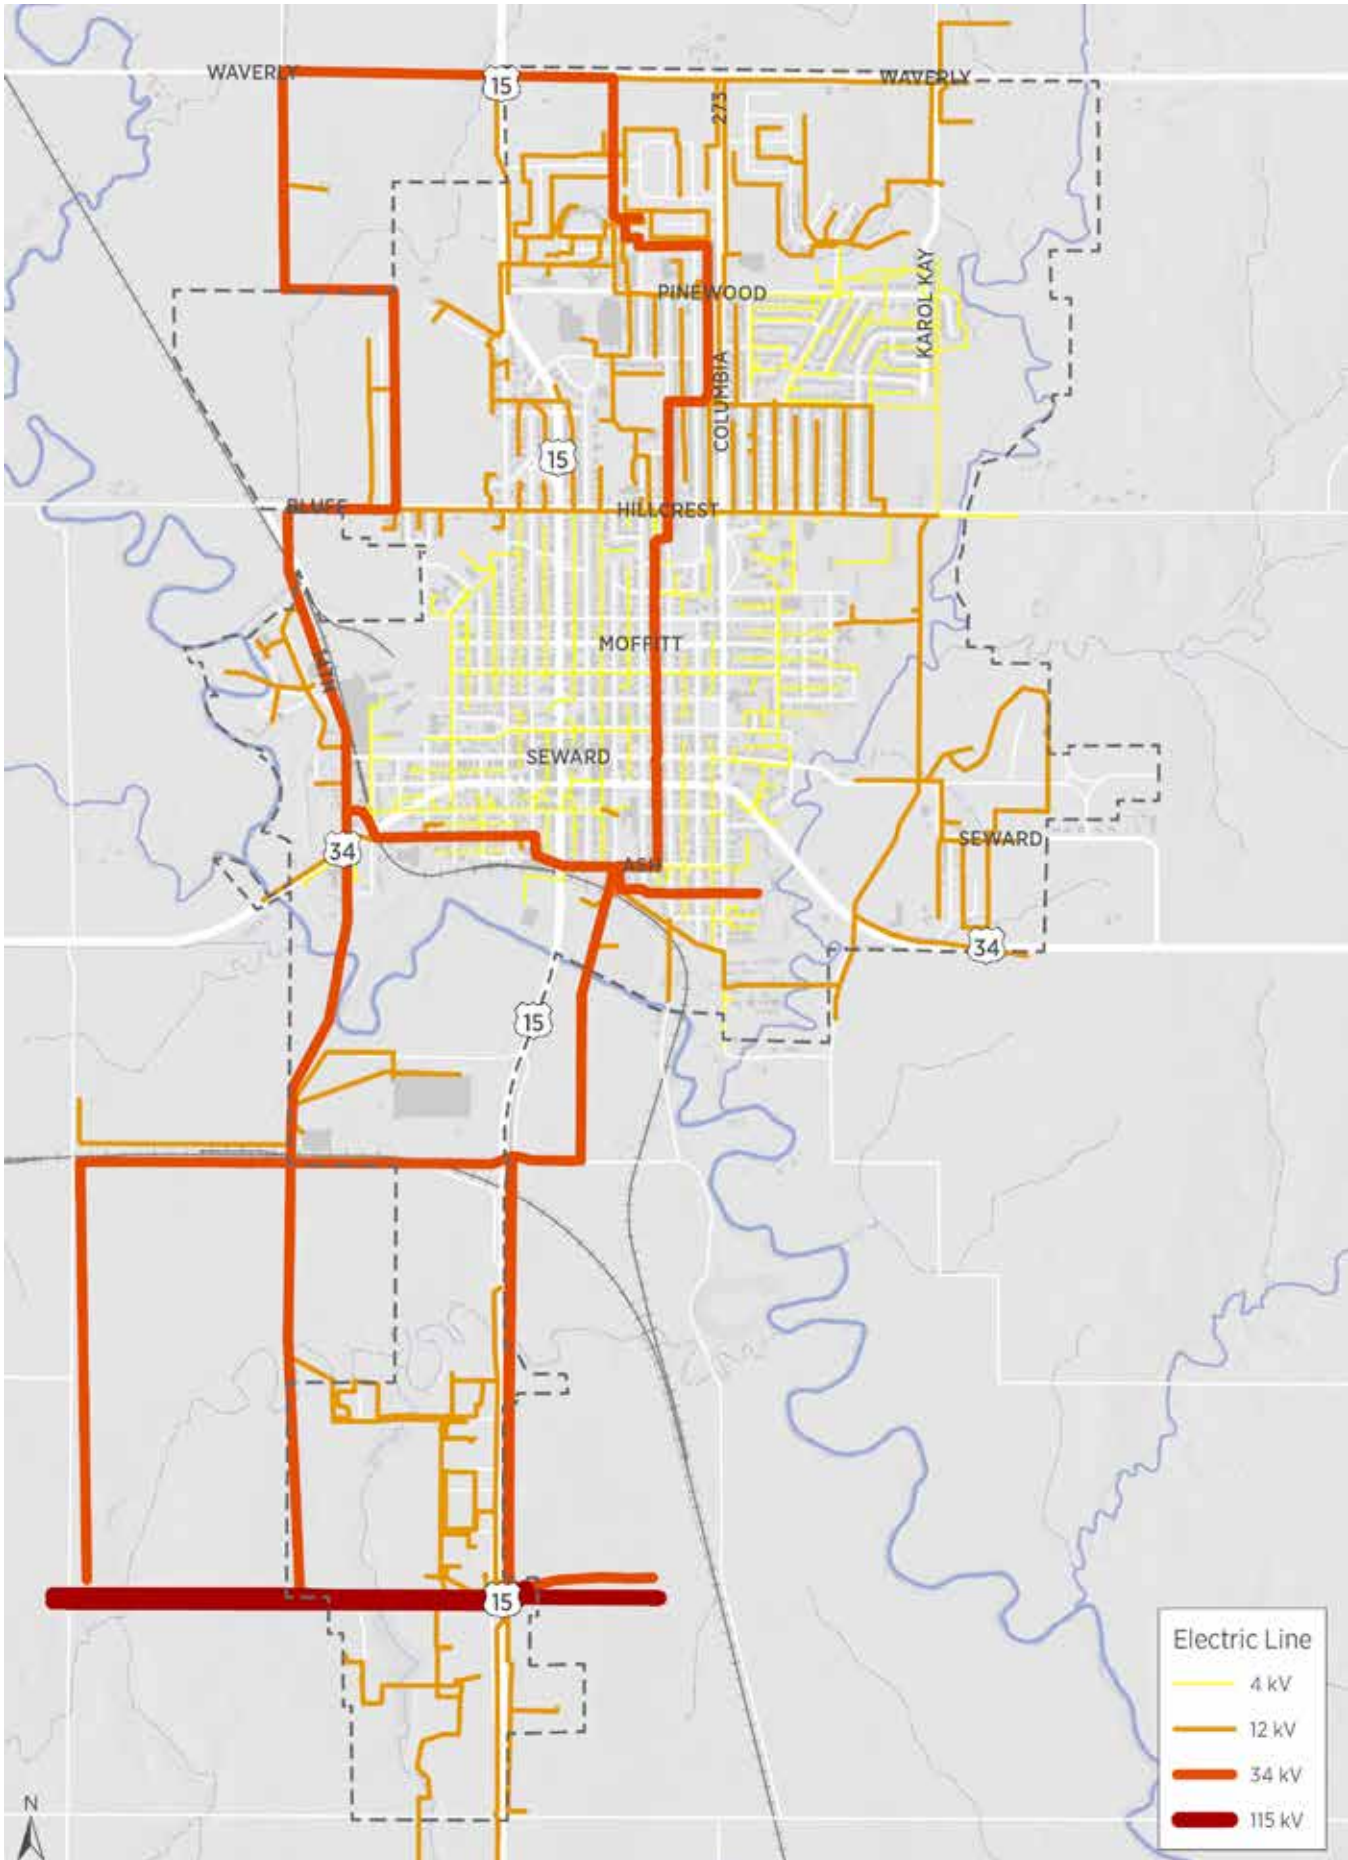 WAVERLY
15
WAVERLY
273
KAROL KAY
PINEWOOD
COLUMBIA
15
BLUFF
HILLCREST
MOFFITT
SEWARD
34
ASH
SEWARD
34
15
15
Electric Line
4 kV
12 kV
34 kV
115 kV
N